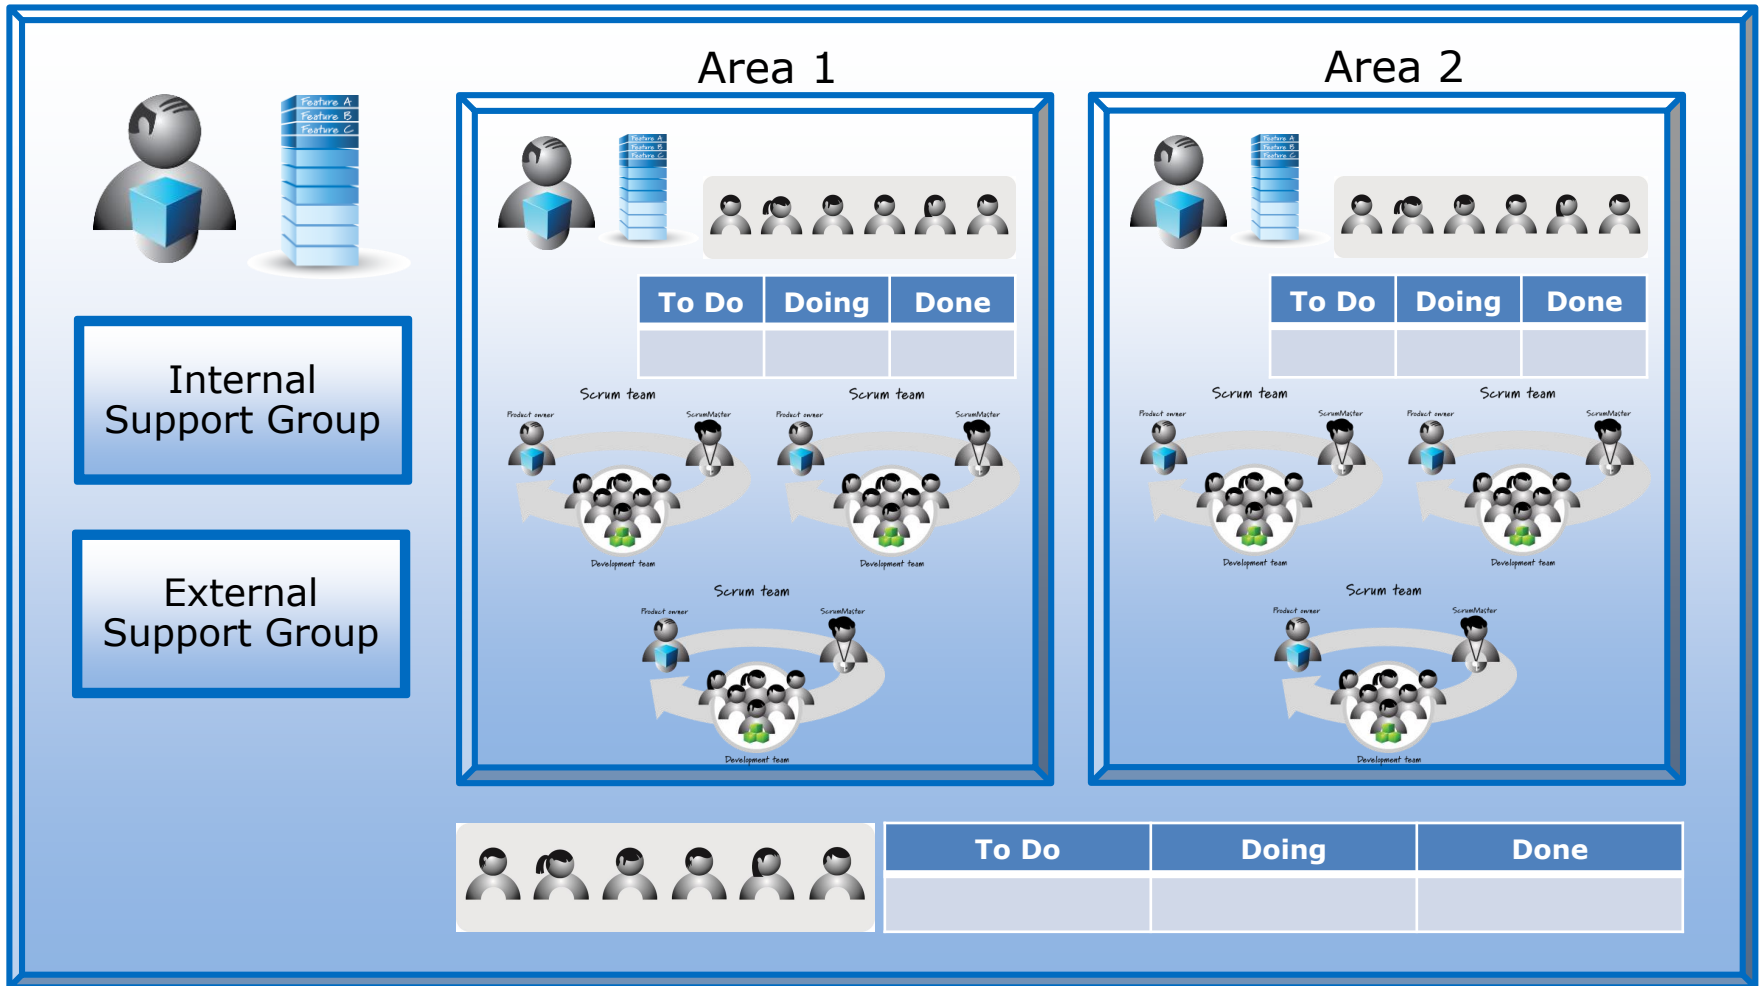 Area 1
Area 2
Feature A
Feature B
Feature C
Internal
Support Group
External
Support Group
Feature A
Feature B
Feature C
To Do Doing Done
Scrum team
Product owner
ScrumMaster
Development team
Scrum team
Product owner
ScrumMaster
Development team
Scrum team
Product owner
ScrumMaster
Development team
Feature A
Feature B
Feature C
To Do Doing Done
Scrum team
Product owner
ScrumMaster
Development team
Scrum team
Product owner
ScrumMaster
Development team
Scrum team
Product owner
ScrumMaster
Development team
To Do Doing Done